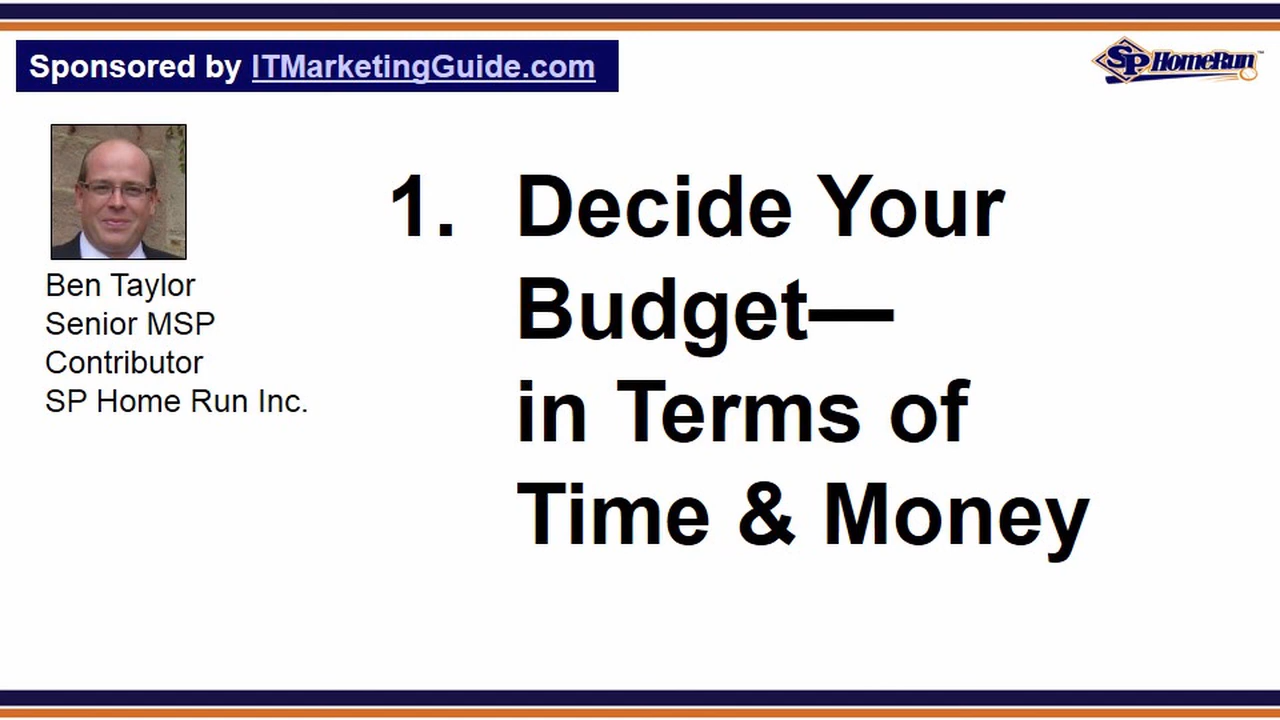 Sponsored by ITMarketingGuide.com
SP HomeRun™
Ben Taylor
Senior MSP
Contributor
SP Home Run Inc.
1. Decide Your
Budget—
in Terms of
Time & Money